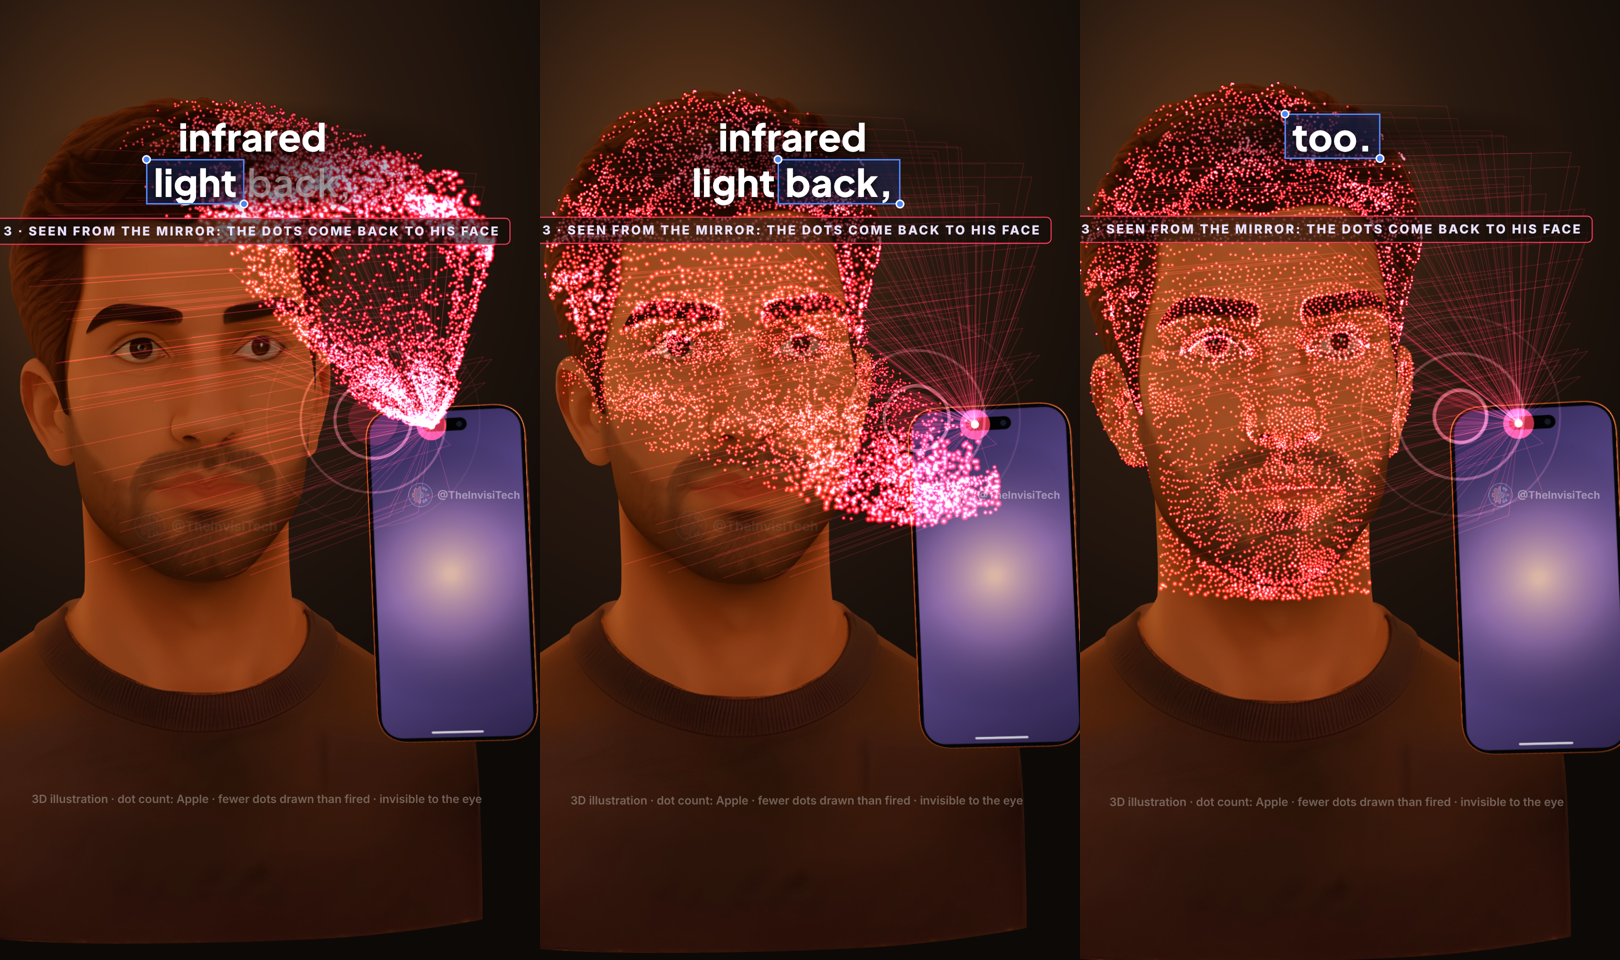 infrared
light back,
3 · SEEN FROM THE MIRROR: THE DOTS COME BACK TO HIS FACE
@TheInvisiTech
@TheInvisiTech
3D illustration · dot count: Apple · fewer dots drawn than fired · invisible to the eye
infrared
light back,
3 · SEEN FROM THE MIRROR: THE DOTS COME BACK TO HIS FACE
@TheInvisiTech
@TheInvisiTech
3D illustration · dot count: Apple · fewer dots drawn than fired · invisible to the eye
too.
3 · SEEN FROM THE MIRROR: THE DOTS COME BACK TO HIS FACE
@TheInvisiTech
3D illustration · dot count: Apple · fewer dots drawn than fired · invisible to the eye